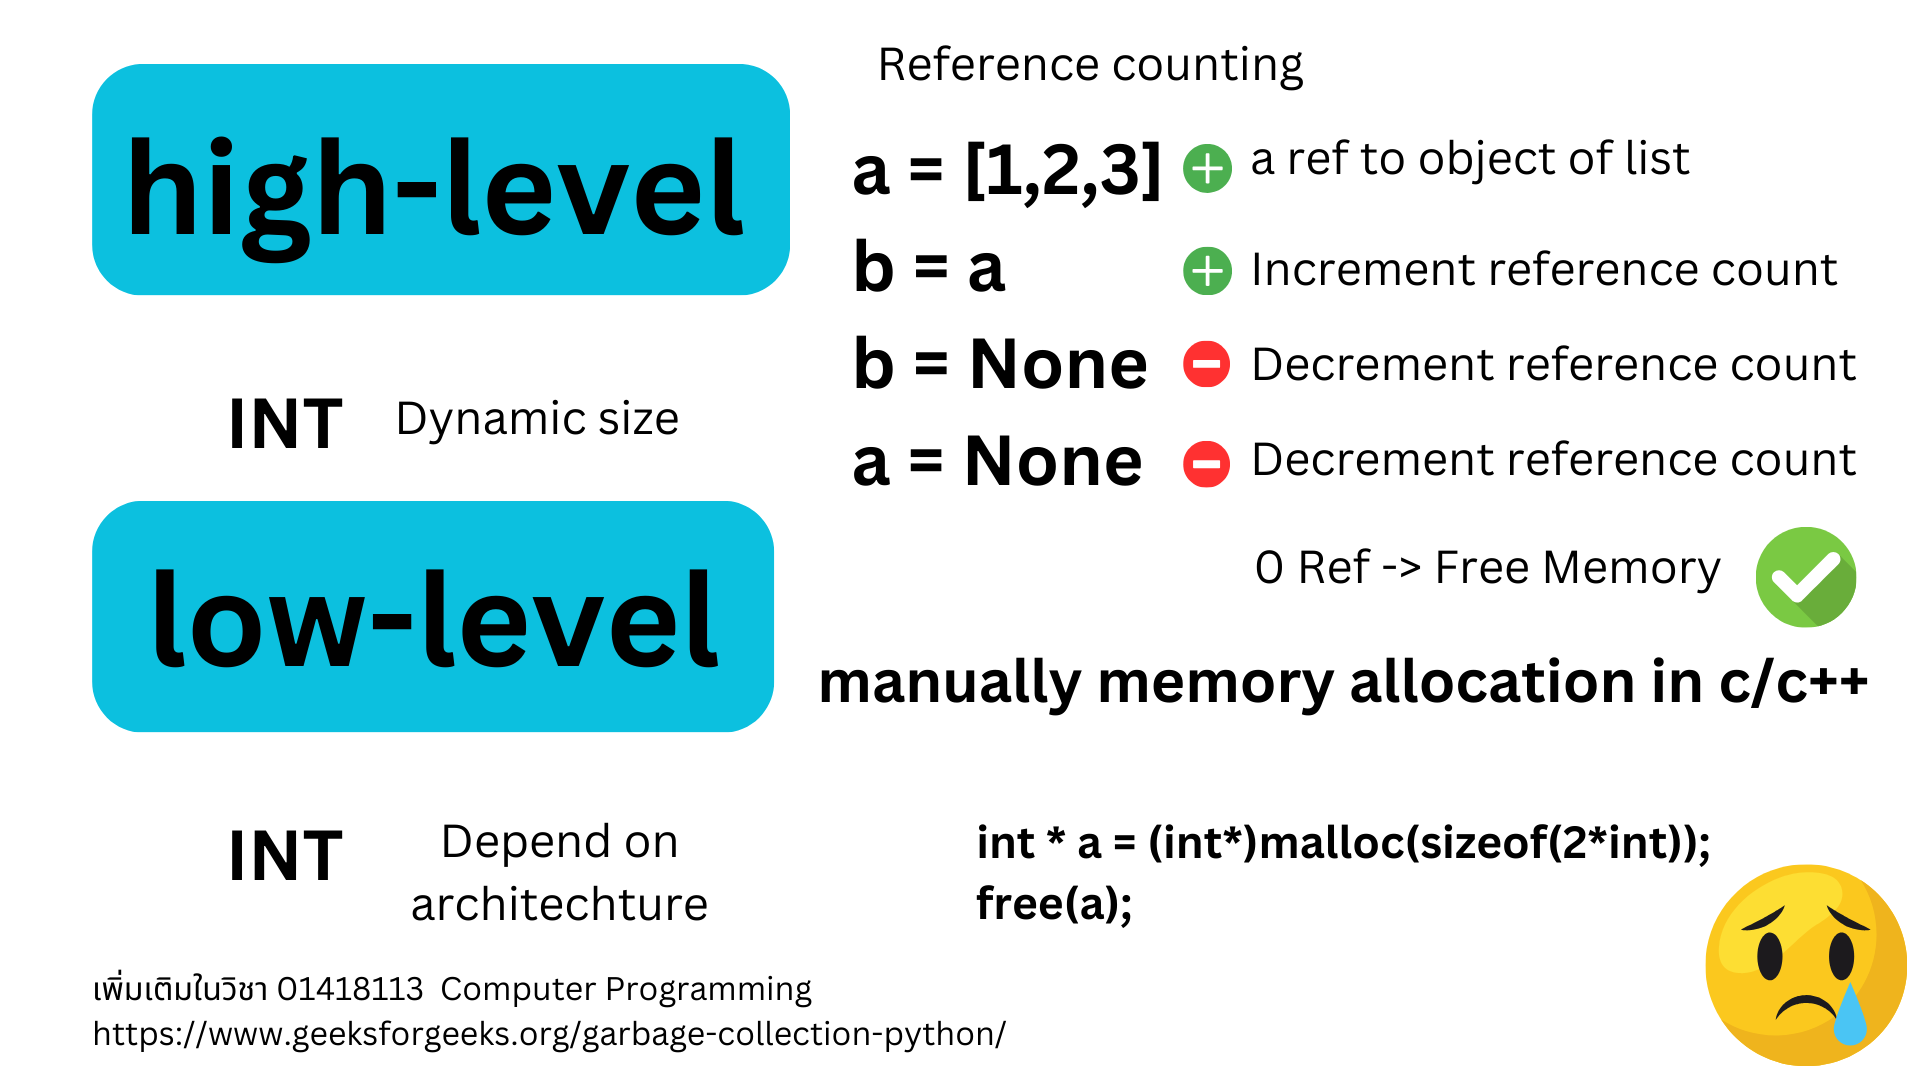 high-level
INT Dynamic size
Reference counting
a = [1,2,3] a ref to object of list
b = a Increment reference count
b = None Decrement reference count
a = None Decrement reference count
0 Ref -> Free Memory
low-level
INT Depend on
architechture
manually memory allocation in c/c++
int * a = (int*)malloc(sizeof(2*int));
free(a);
เพิ่มเติมในวิชา 01418113 Computer Programming
https://www.geeksforgeeks.org/garbage-collection-python/